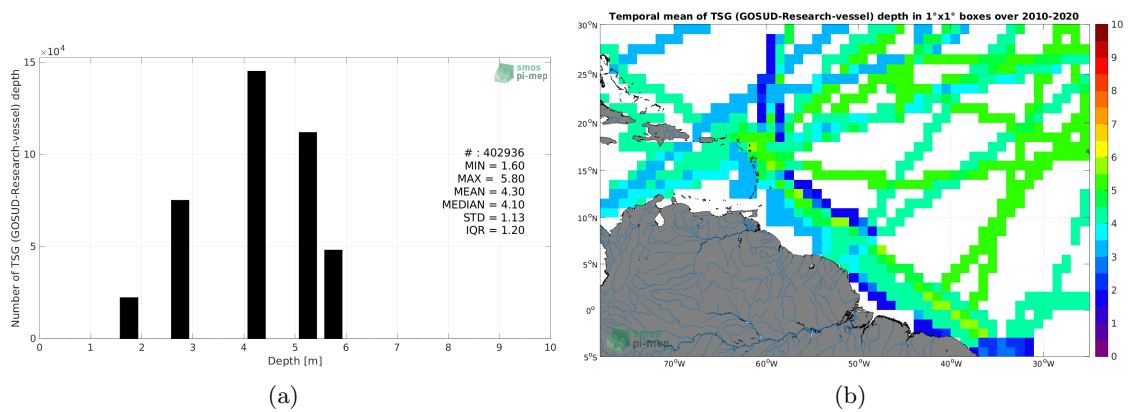 ×10⁴
15
10
5
0
Number of TSG (GOSUD-Research-vessel) depth
smos
pi-mep
# : 402936
MIN = 1.60
MAX = 5.80
MEAN = 4.30
MEDIAN = 4.10
STD = 1.13
IQR = 1.20
0 1 2 3 4 5 6 7 8 9 10
Depth [m]
(a)
Temporal mean of TSG (GOSUD-Research-vessel) depth in 1°x1° boxes over 2010-2020
30°N
25°N
20°N
15°N
10°N
5°N
0°
5°S
70°W 60°W 50°W 40°W 30°W
smos
pi-mep
10
9
8
7
6
5
4
3
2
1
0
(b)